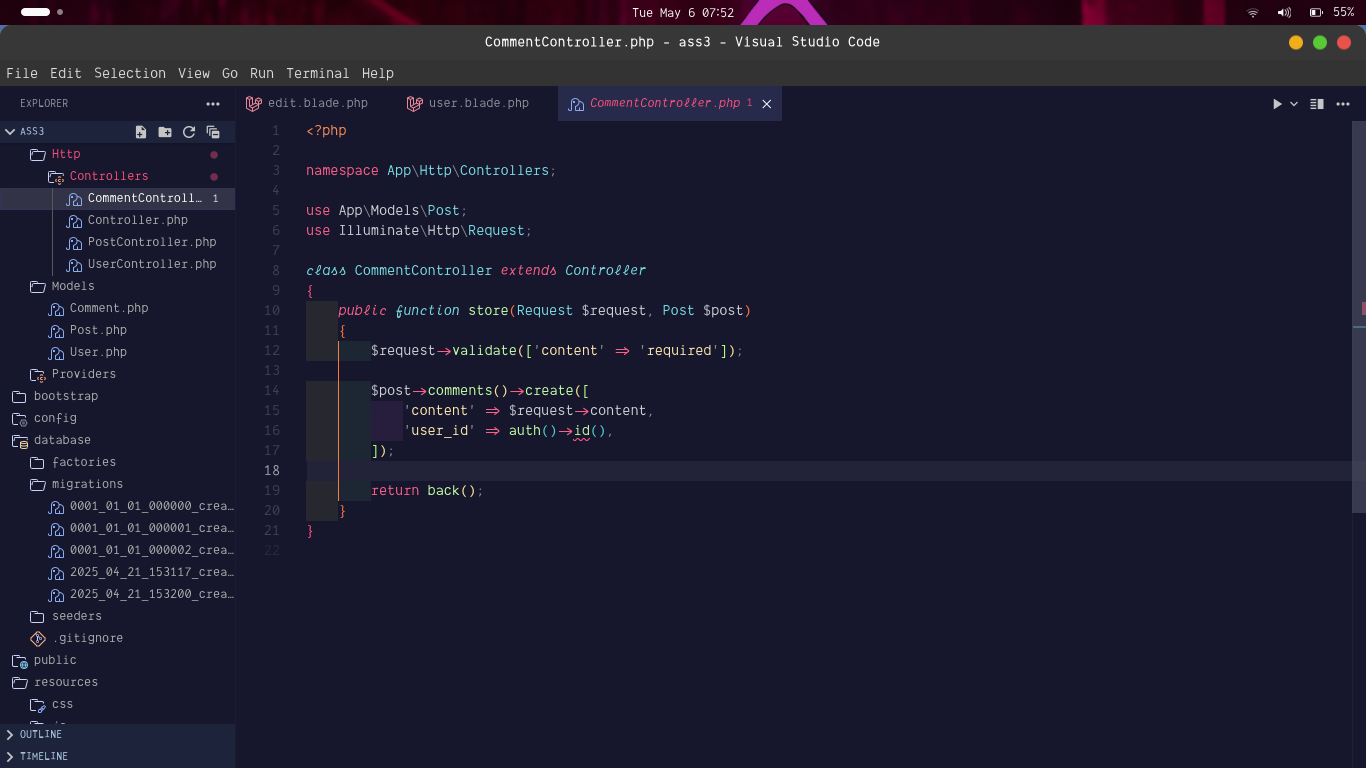 Tue May 6 07:52
55%
CommentController.php - ass3 - Visual Studio Code
File Edit Selection View Go Run Terminal Help
EXPLORER
edit.blade.php
user.blade.php
CommentController.php 1
ASS3
Http
Controllers
CommentControll… 1
Controller.php
PostController.php
UserController.php
Models
Comment.php
Post.php
User.php
Providers
bootstrap
config
database
factories
migrations
0001_01_01_000000_crea…
0001_01_01_000001_crea…
0001_01_01_000002_crea…
2025_04_21_153117_crea…
2025_04_21_153200_crea…
seeders
.gitignore
public
resources
css
OUTLINE
TIMELINE
1 <?php
2
3 namespace App\Http\Controllers;
4
5 use App\Models\Post;
6 use Illuminate\Http\Request;
7
8 class CommentController extends Controller
9 {
10 public function store(Request $request, Post $post)
11 {
12 $request->validate(['content' => 'required']);
13
14 $post->comments()->create([
15 'content' => $request->content,
16 'user_id' => auth()->id(),
17 ]);
18
19 return back();
20 }
21 }
22